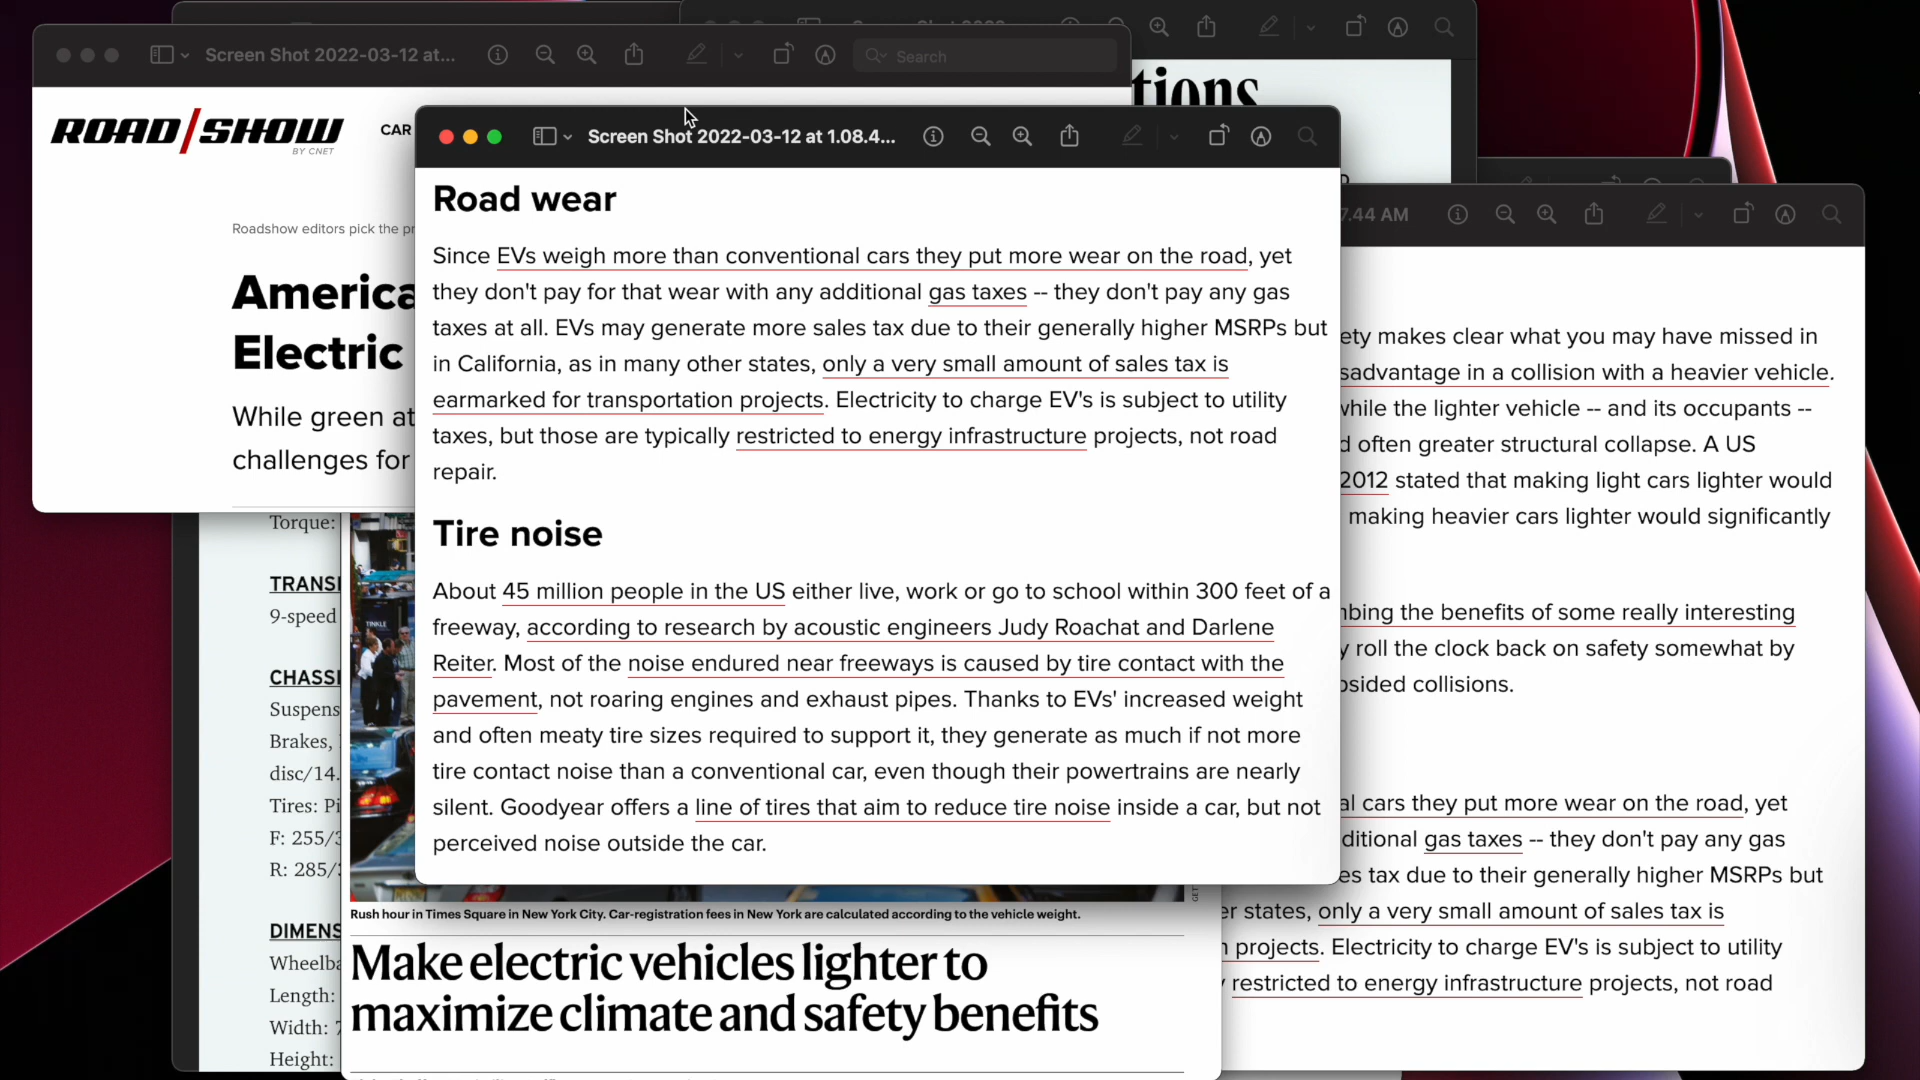 Screen Shot 2022-03-12 at...
Search
tions
ROAD/SHOW
BY CNET
CAR
Roadshow editors pick the pr
America
Electric
While green at
challenges for
Screen Shot 2022-03-12 at 1.08.4...
Road wear
Since EVs weigh more than conventional cars they put more wear on the road, yet
they don't pay for that wear with any additional gas taxes -- they don't pay any gas
taxes at all. EVs may generate more sales tax due to their generally higher MSRPs but
in California, as in many other states, only a very small amount of sales tax is
earmarked for transportation projects. Electricity to charge EV's is subject to utility
taxes, but those are typically restricted to energy infrastructure projects, not road
repair.
Tire noise
About 45 million people in the US either live, work or go to school within 300 feet of a
freeway, according to research by acoustic engineers Judy Roachat and Darlene
Reiter. Most of the noise endured near freeways is caused by tire contact with the
pavement, not roaring engines and exhaust pipes. Thanks to EVs' increased weight
and often meaty tire sizes required to support it, they generate as much if not more
tire contact noise than a conventional car, even though their powertrains are nearly
silent. Goodyear offers a line of tires that aim to reduce tire noise inside a car, but not
perceived noise outside the car.
7.44 AM
ety makes clear what you may have missed in
sadvantage in a collision with a heavier vehicle.
while the lighter vehicle -- and its occupants --
d often greater structural collapse. A US
2012 stated that making light cars lighter would
making heavier cars lighter would significantly
bing the benefits of some really interesting
y roll the clock back on safety somewhat by
sided collisions.
al cars they put more wear on the road, yet
ditional gas taxes -- they don't pay any gas
es tax due to their generally higher MSRPs but
er states, only a very small amount of sales tax is
n projects. Electricity to charge EV's is subject to utility
y restricted to energy infrastructure projects, not road
Torque:
TRANSI
9-speed
CHASSI
Suspens
Brakes,
disc/14.
Tires: Pi
F: 255/3
R: 285/
DIMENS
Wheelba
Length:
Width: 7
Height:
TINKLE
Rush hour in Times Square in New York City. Car-registration fees in New York are calculated according to the vehicle weight.
Make electric vehicles lighter to
maximize climate and safety benefits